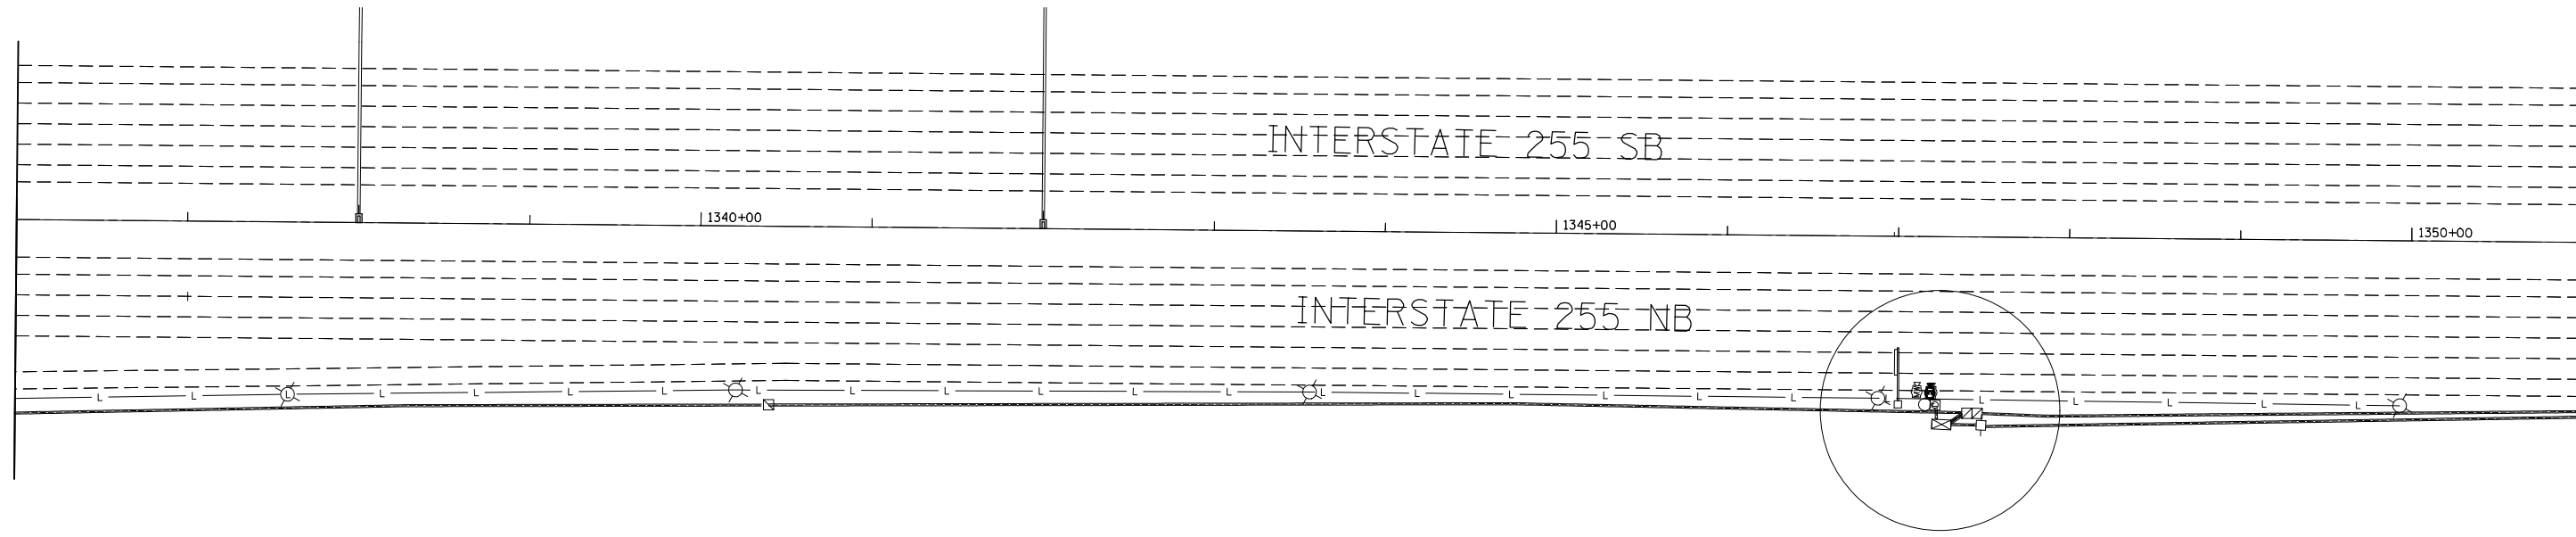 INTERSTATE 255 SB
1340+00
1345+00
1350+00
INTERSTATE 255 NB
L L L L L L L L L L L L L L L L L L L L L L L L L